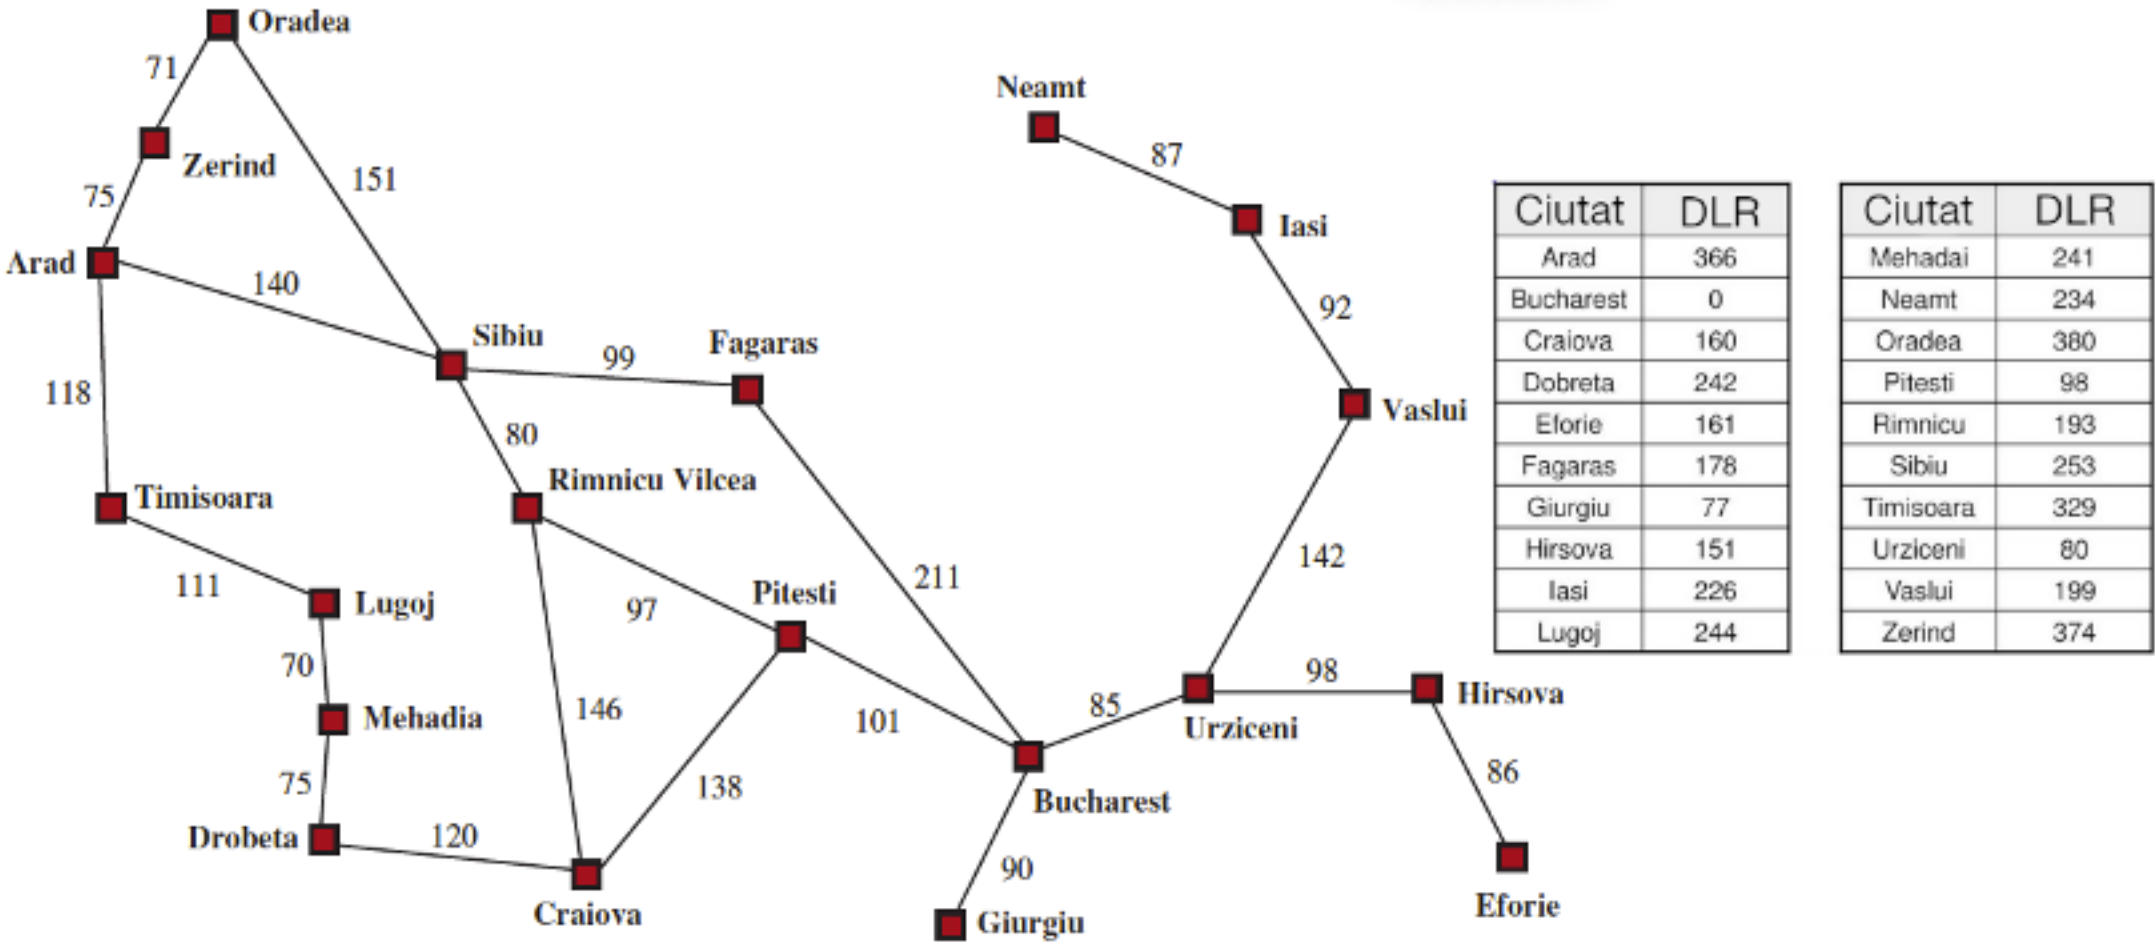 Oradea
71
Neamt
Zerind
87
151
75
Iasi
Arad
140
92
Sibiu
99
Fagaras
118
80
Vaslui
Rimnicu Vilcea
Timisoara
142
111
211
Pitesti
Lugoj
97
70
98
Hirsova
85
Mehadia
146
101
Urziceni
75
138
86
Bucharest
Drobeta
120
90
Craiova
Giurgiu
Eforie
Ciutat DLR
Arad 366
Bucharest 0
Craiova 160
Dobreta 242
Eforie 161
Fagaras 178
Giurgiu 77
Hirsova 151
Iasi 226
Lugoj 244
Ciutat DLR
Mehadai 241
Neamt 234
Oradea 380
Pitesti 98
Rimnicu 193
Sibiu 253
Timisoara 329
Urziceni 80
Vaslui 199
Zerind 374